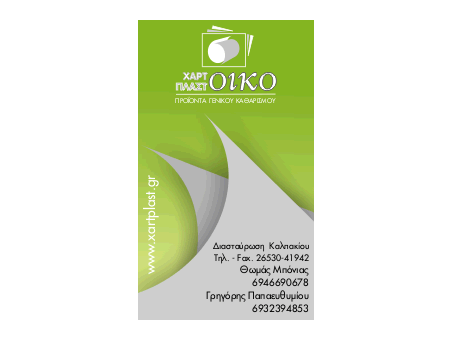 ΧΑΡΤ
ΠΛΑΣΤ ΟΙΚΟ
ΠΡΟΪΟΝΤΑ ΓΕΝΙΚΟΥ ΚΑΘΑΡΙΣΜΟΥ
www.xartplast.gr
Διασταύρωση Καλπακίου
Τηλ. - Fax. 26530-41942
Θωμάς Μπόνιας
6946690678
Γρηγόρης Παπαευθυμίου
6932394853